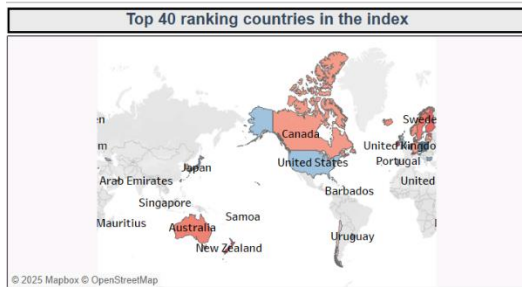 Top 40 ranking countries in the index
en
Swede
Canada
m
United Kingdo
Japan
United States
Portugal
Arab Emirates
United
Barbados
Singapore
Samoa
Mauritius
Australia
Uruguay
New Zealand
© 2025 Mapbox © OpenStreetMap